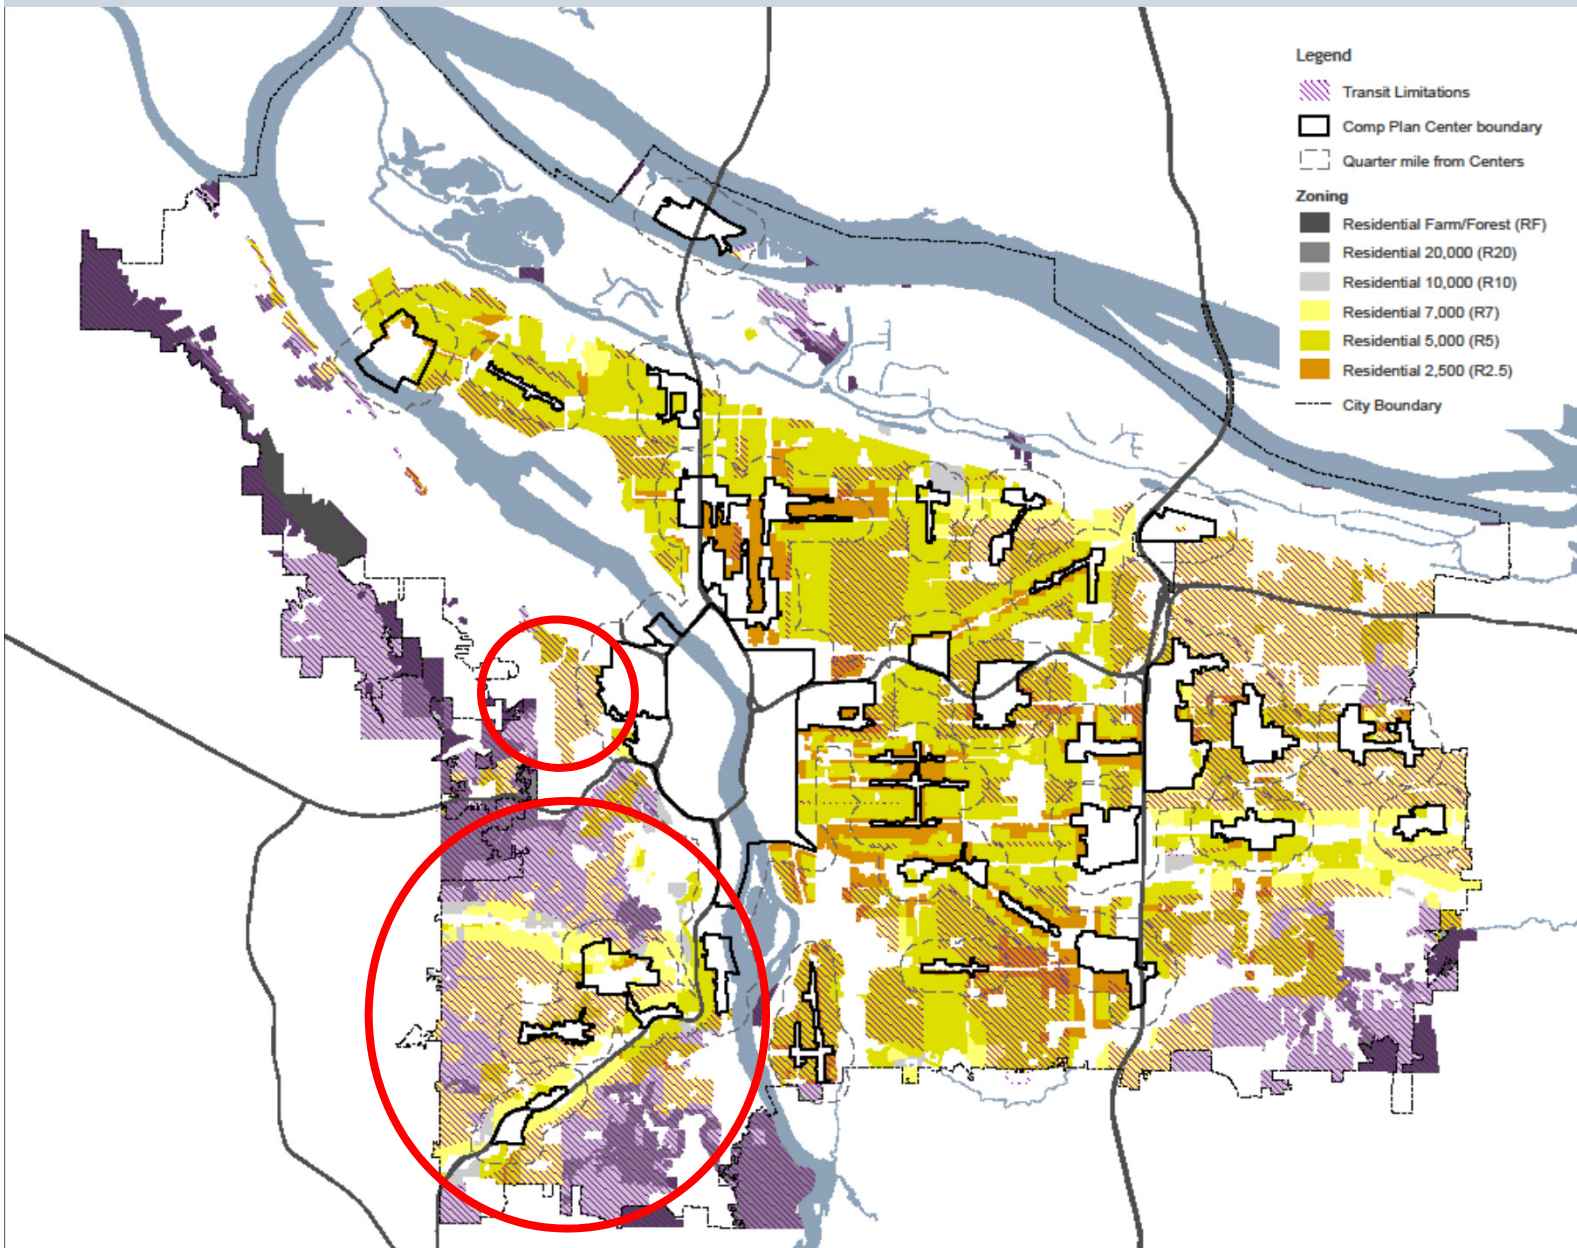 Legend
Transit Limitations
Comp Plan Center boundary
Quarter mile from Centers
Zoning
Residential Farm/Forest (RF)
Residential 20,000 (R20)
Residential 10,000 (R10)
Residential 7,000 (R7)
Residential 5,000 (R5)
Residential 2,500 (R2.5)
City Boundary